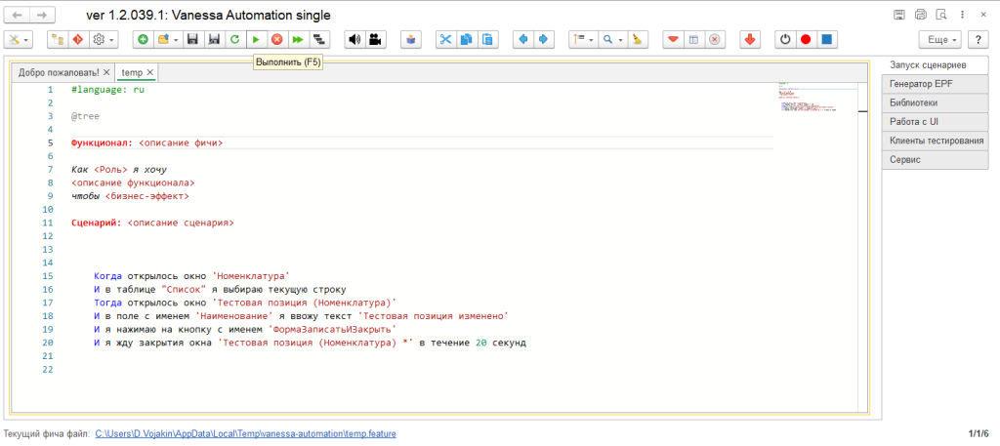 ver 1.2.039.1: Vanessa Automation single
Еще
?
Выполнить (F5)
Добро пожаловать!
temp
1 #language: ru
2
3 @tree
4
5 Функционал: <описание фичи>
6
7 Как <Роль> я хочу
8 <описание функционала>
9 чтобы <бизнес-эффект>
10
11 Сценарий: <описание сценария>
12
13
14
15 Когда открылось окно 'Номенклатура'
16 И в таблице "Список" я выбираю текущую строку
17 Тогда открылось окно 'Тестовая позиция (Номенклатура)'
18 И в поле с именем 'Наименование' я ввожу текст 'Тестовая позиция изменено'
19 И я нажимаю на кнопку с именем 'ФормаЗаписатьИЗакрыть'
20 И я жду закрытия окна 'Тестовая позиция (Номенклатура) *' в течение 20 секунд
21
22
Запуск сценариев
Генератор EPF
Библиотеки
Работа с UI
Клиенты тестирования
Сервис
Текущий фича файл: C:\Users\D.Vojakin\AppData\Local\Temp\vanessa-automation\temp.feature
1/1/6